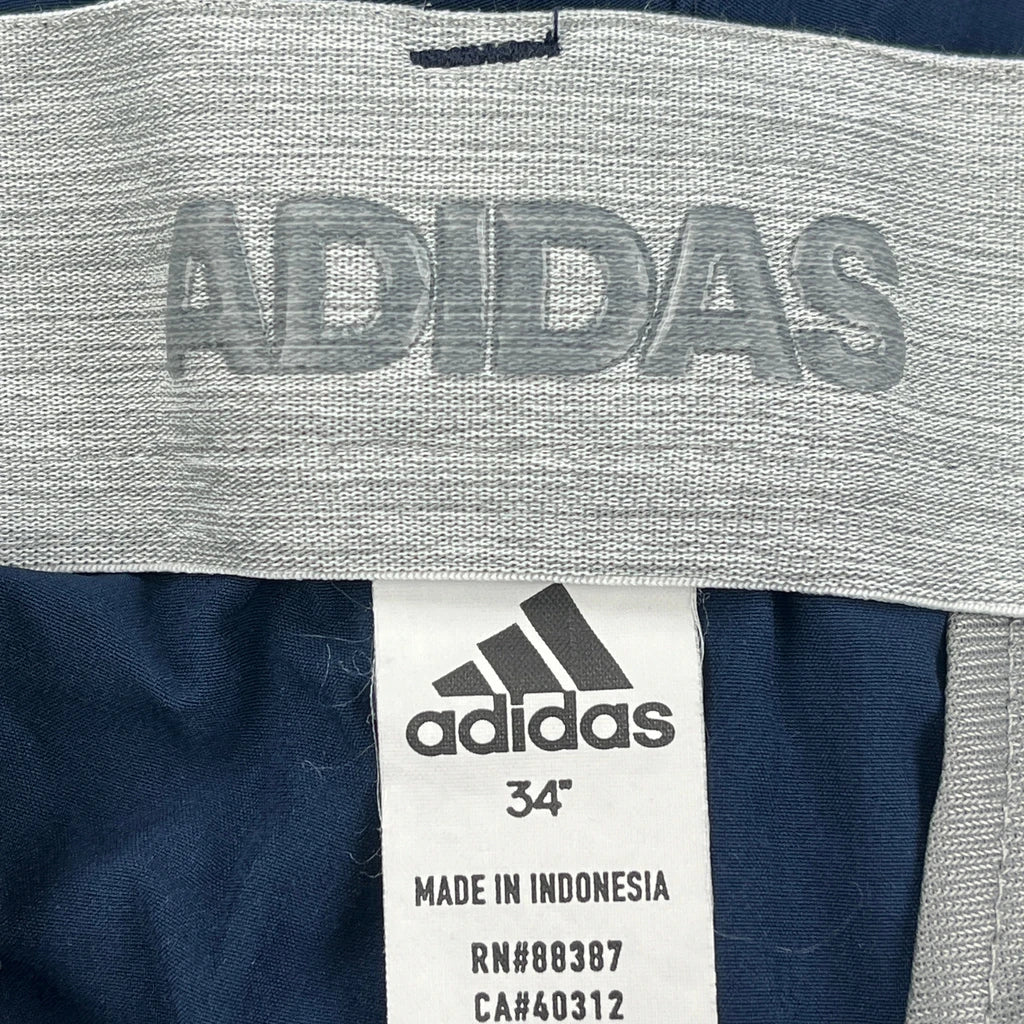 ADIDAS
adidas
34"
MADE IN INDONESIA
RN#88387
CA#40312